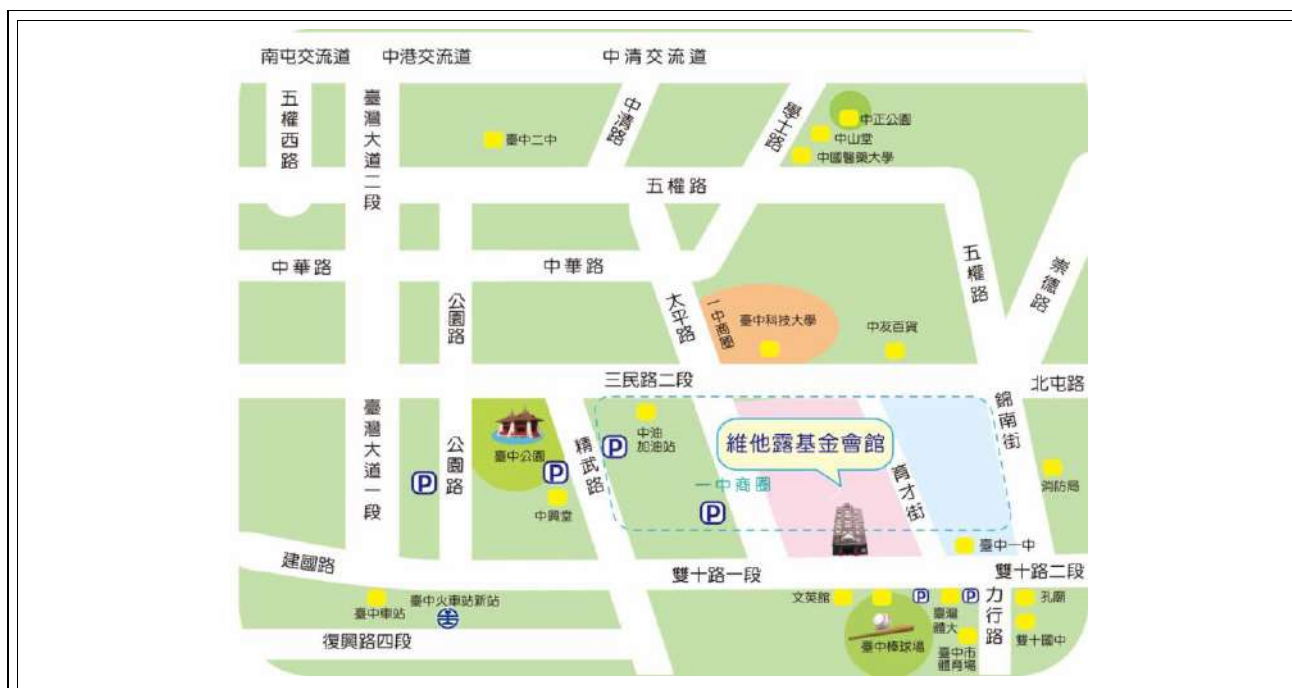 南屯交流道
中港交流道
中清交流道
五權西路
臺灣大道二段
中清路
學士路
中正公園
中山堂
中國醫藥大學
臺中二中
五權路
中華路
中華路
五權路
崇德路
公園路
太平路
一中商圈
臺中科技大學
中友百貨
三民路二段
北屯路
臺灣大道一段
公園路
臺中公園
精武路
中油
加油站
維他露基金會館
錦南街
P
P
P
一中商圈
P
育才街
消防局
中興堂
臺中一中
建國路
雙十路一段
雙十路二段
臺中車站
臺中火車站新站
文英館
P
P
臺灣
體大
力行路
孔廟
復興路四段
臺中棒球場
臺中市
體育場
雙十國中